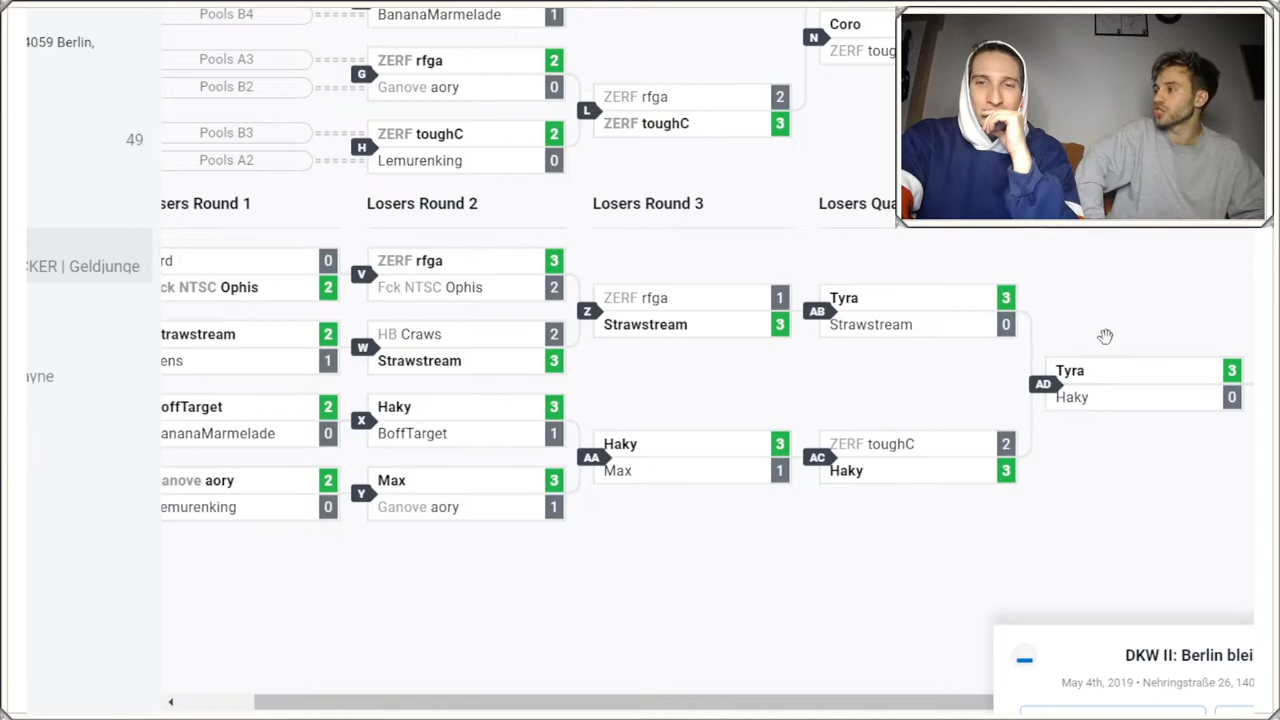 Pools B4
BananaMarmelade 1
4059 Berlin,
Pools A3
Pools B2
G
ZERF rfga 2
Ganove aory 0
49
Pools B3
Pools A2
H
ZERF toughC 2
Lemurenking 0
L
ZERF rfga 2
ZERF toughC 3
N
Coro
ZERF toug
sers Round 1
Losers Round 2
Losers Round 3
Losers Qua
CKER | Geldjunge
ayne
rd 0
ck NTSC Ophis 2
trawstream 2
ens 1
offTarget 2
ananaMarmelade 0
anove aory 2
emurenking 0
V
ZERF rfga 3
Fck NTSC Ophis 2
W
HB Craws 2
Strawstream 3
X
Haky 3
BoffTarget 1
Y
Max 3
Ganove aory 1
Z
ZERF rfga 1
Strawstream 3
AA
Haky 3
Max 1
AB
Tyra 3
Strawstream 0
AC
ZERF toughC 2
Haky 3
AD
Tyra 3
Haky 0
DKW II: Berlin blei
May 4th, 2019 • Nehringstraße 26, 140